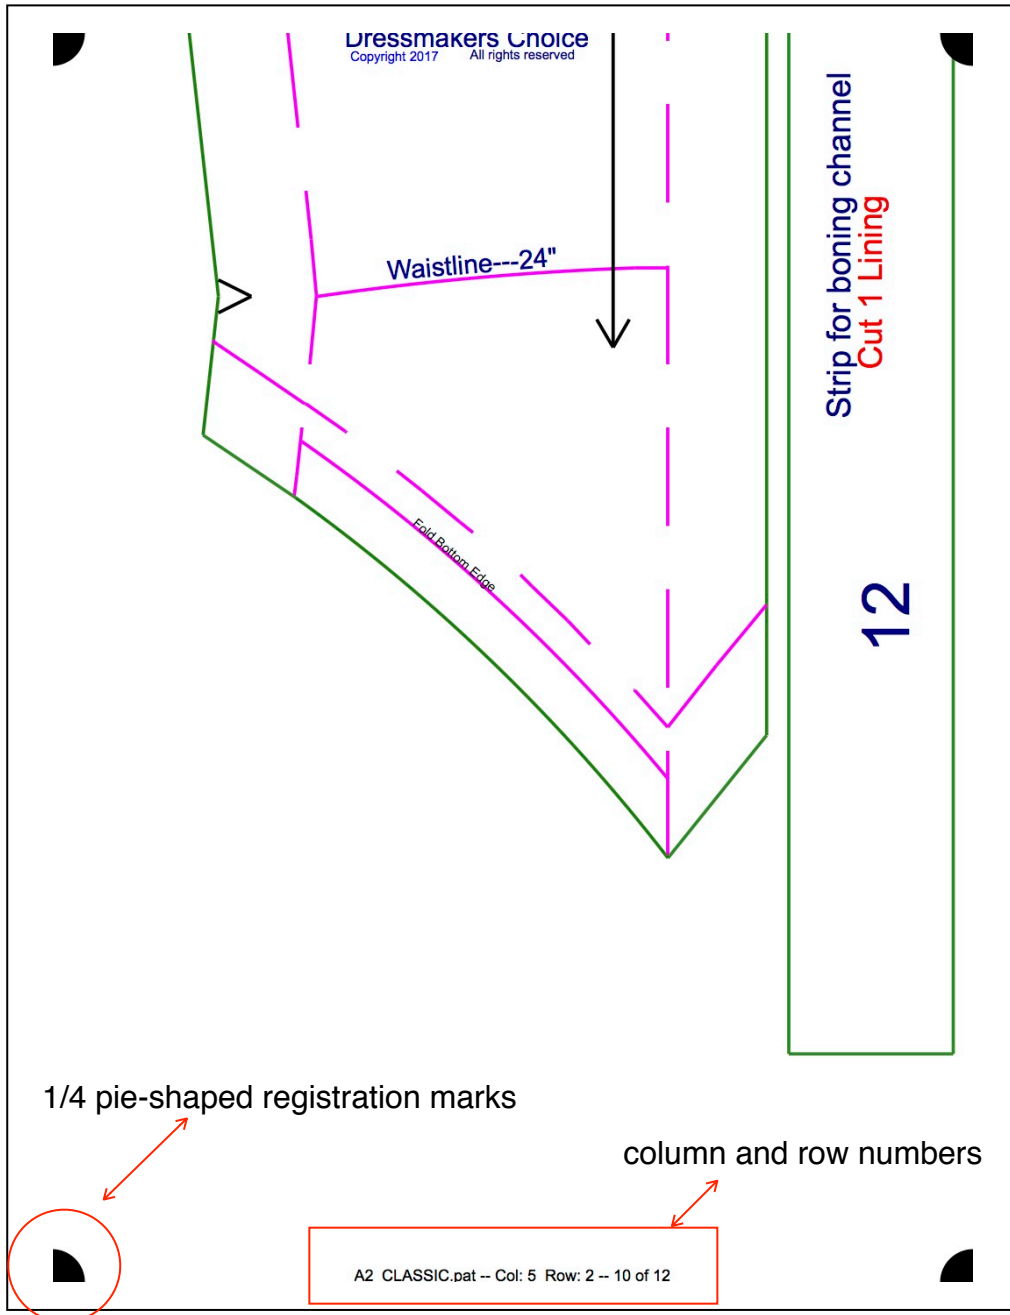 Dressmakers Choice
Copyright 2017 All rights reserved
Strip for boning channel
Cut 1 Lining
Waistline---24"
Fold Bottom Edge
12
1/4 pie-shaped registration marks
column and row numbers
A2 CLASSIC.pat -- Col: 5 Row: 2 -- 10 of 12